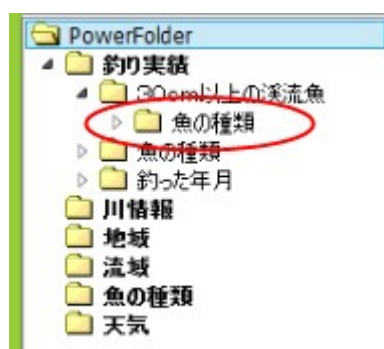 PowerFolder
釣り実績
30cm以上の渓流魚
魚の種類
魚の種類
釣った年月
川情報
地域
流域
魚の種類
天気